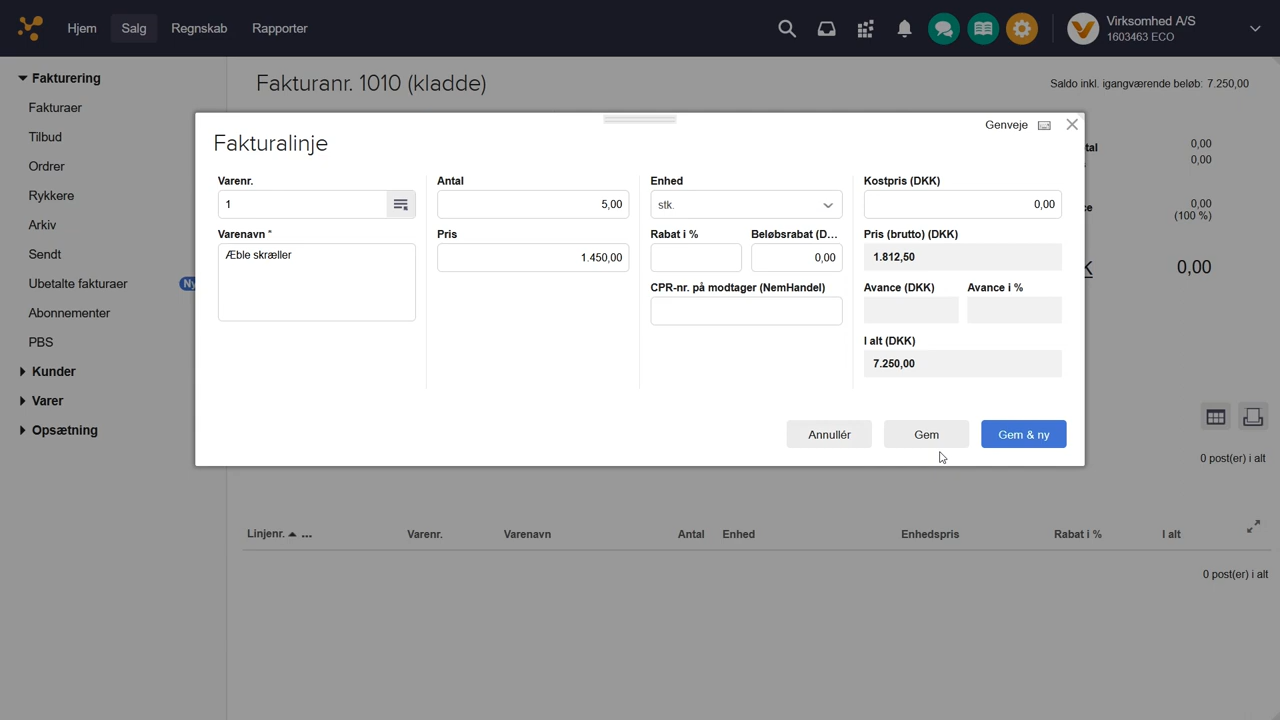 Hjem
Salg
Regnskab
Rapporter
Virksomhed A/S
1603463 ECO
Fakturering
Fakturaer
Tilbud
Ordrer
Rykkere
Arkiv
Sendt
Ubetalte fakturaer
Ny
Abonnementer
PBS
Kunder
Varer
Opsætning
Fakturanr. 1010 (kladde)
Saldo inkl. igangværende beløb: 7.250,00
Fakturalinje
Genveje
Varenr.
1
Varenavn *
Æble skræller
Antal
5,00
Pris
1.450,00
Enhed
stk.
Rabat i %
Beløbsrabat (D...
0,00
CPR-nr. på modtager (NemHandel)
Kostpris (DKK)
0,00
Pris (brutto) (DKK)
1.812,50
Avance (DKK)
Avance i %
I alt (DKK)
7.250,00
Annullér
Gem
Gem & ny
tal
0,00
0,00
ce
0,00
(100 %)
K
0,00
0 post(er) i alt
Linjenr. ...
Varenr.
Varenavn
Antal
Enhed
Enhedspris
Rabat i %
I alt
0 post(er) i alt